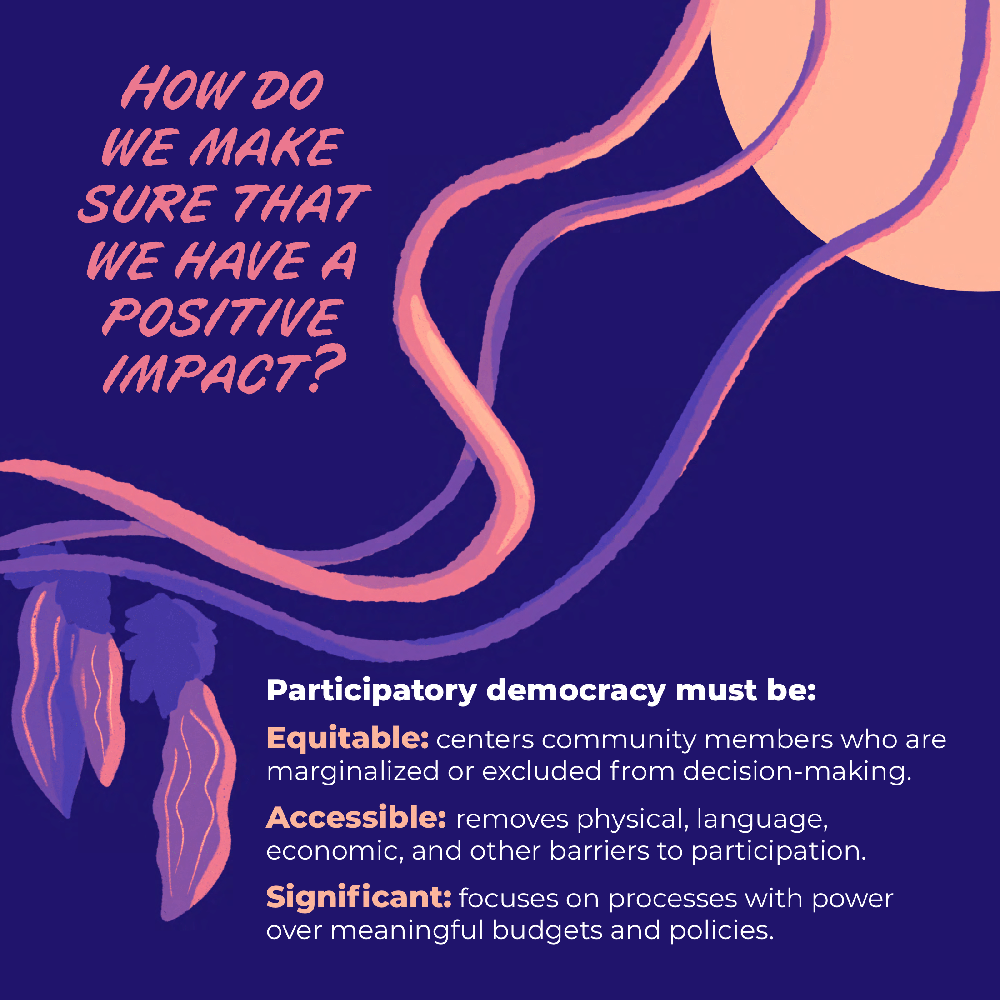 HOW DO
WE MAKE
SURE THAT
WE HAVE A
POSITIVE
IMPACT?
Participatory democracy must be:
Equitable: centers community members who are
marginalized or excluded from decision-making.
Accessible: removes physical, language,
economic, and other barriers to participation.
Significant: focuses on processes with power
over meaningful budgets and policies.